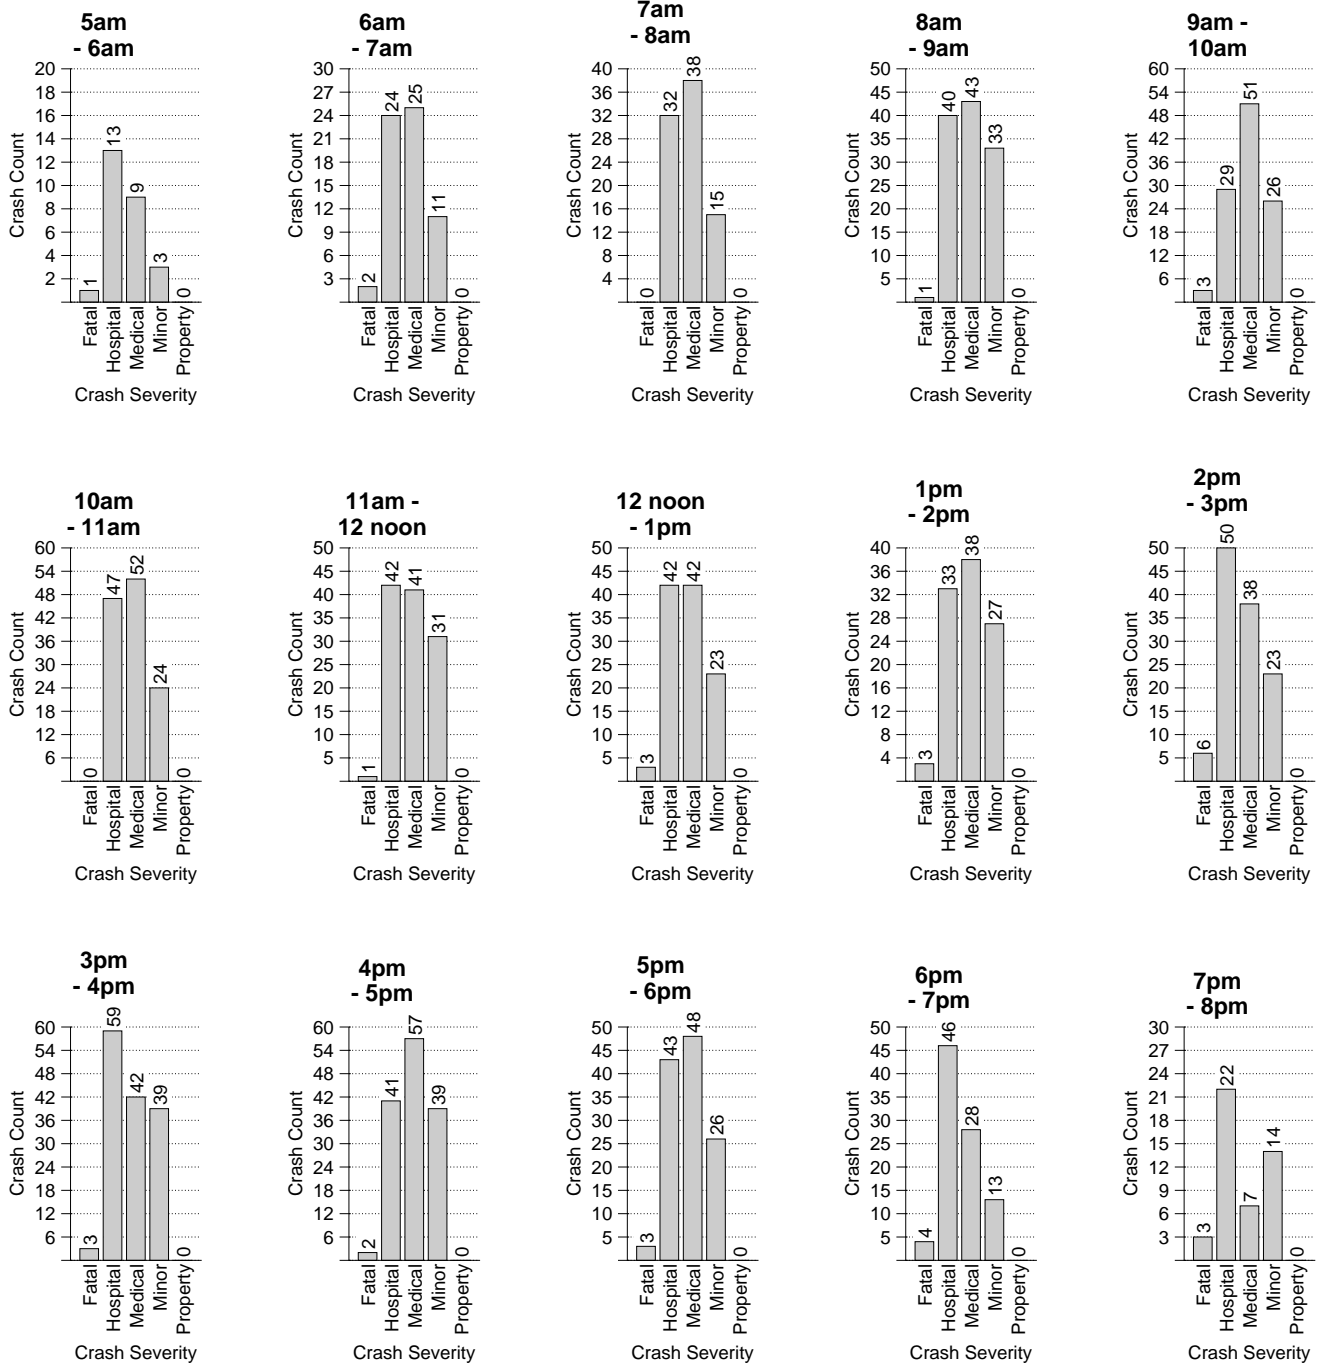 5am
- 6am
20
18
16
14
12
10
8
6
4
2
Crash Count
1
13
9
3
0
Fatal
Hospital
Medical
Minor
Property
Crash Severity
6am
- 7am
30
27
24
21
18
15
12
9
6
3
Crash Count
2
24
25
11
0
Fatal
Hospital
Medical
Minor
Property
Crash Severity
7am
- 8am
40
36
32
28
24
20
16
12
8
4
Crash Count
0
32
38
15
0
Fatal
Hospital
Medical
Minor
Property
Crash Severity
8am
- 9am
50
45
40
35
30
25
20
15
10
5
Crash Count
1
40
43
33
0
Fatal
Hospital
Medical
Minor
Property
Crash Severity
9am -
10am
60
54
48
42
36
30
24
18
12
6
Crash Count
3
29
51
26
0
Fatal
Hospital
Medical
Minor
Property
Crash Severity
10am
- 11am
60
54
48
42
36
30
24
18
12
6
Crash Count
0
47
52
24
0
Fatal
Hospital
Medical
Minor
Property
Crash Severity
11am -
12 noon
50
45
40
35
30
25
20
15
10
5
Crash Count
1
42
41
31
0
Fatal
Hospital
Medical
Minor
Property
Crash Severity
12 noon
- 1pm
50
45
40
35
30
25
20
15
10
5
Crash Count
3
42
42
23
0
Fatal
Hospital
Medical
Minor
Property
Crash Severity
1pm
- 2pm
40
36
32
28
24
20
16
12
8
4
Crash Count
3
33
38
27
0
Fatal
Hospital
Medical
Minor
Property
Crash Severity
2pm
- 3pm
50
45
40
35
30
25
20
15
10
5
Crash Count
6
50
38
23
0
Fatal
Hospital
Medical
Minor
Property
Crash Severity
3pm
- 4pm
60
54
48
42
36
30
24
18
12
6
Crash Count
3
59
42
39
0
Fatal
Hospital
Medical
Minor
Property
Crash Severity
4pm
- 5pm
60
54
48
42
36
30
24
18
12
6
Crash Count
2
41
57
39
0
Fatal
Hospital
Medical
Minor
Property
Crash Severity
5pm
- 6pm
50
45
40
35
30
25
20
15
10
5
Crash Count
3
43
48
26
0
Fatal
Hospital
Medical
Minor
Property
Crash Severity
6pm
- 7pm
50
45
40
35
30
25
20
15
10
5
Crash Count
4
46
28
13
0
Fatal
Hospital
Medical
Minor
Property
Crash Severity
7pm
- 8pm
30
27
24
21
18
15
12
9
6
3
Crash Count
3
22
7
14
0
Fatal
Hospital
Medical
Minor
Property
Crash Severity